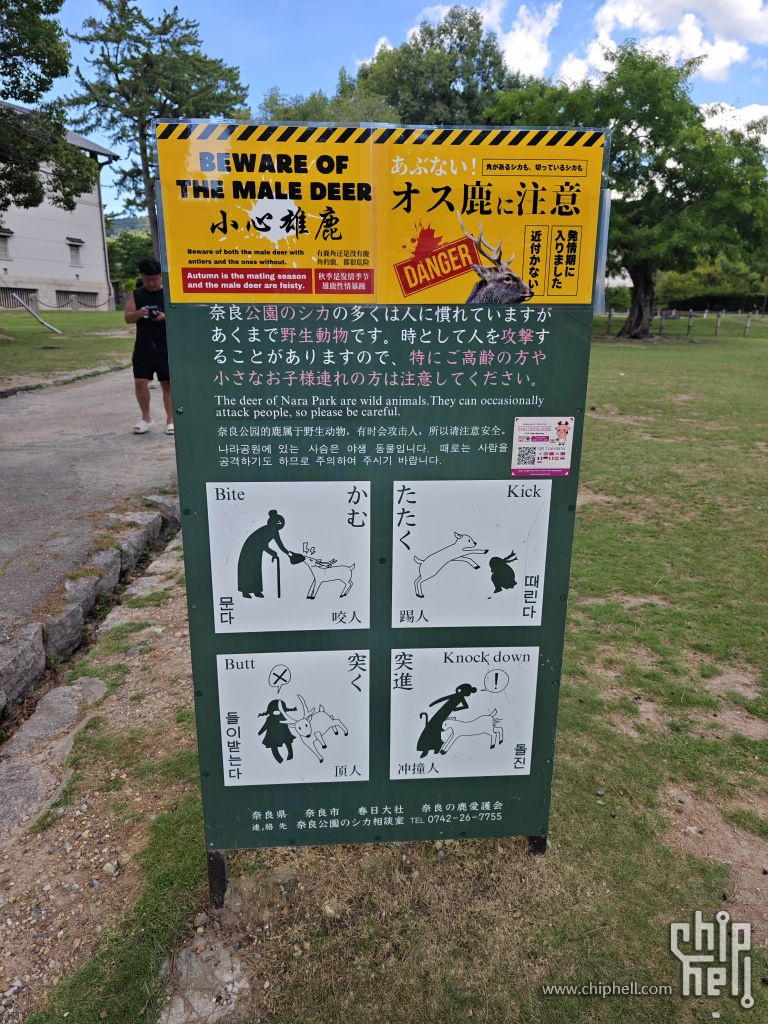 BEWARE OF
THE MALE DEER
小心雄鹿
Beware of both the male deer with
antlers and the ones without.
有鹿角还是没有鹿
角的鹿，都很危险
Autumn is the mating season
and the male deer are feisty.
秋季是发情季节
雄鹿性情暴躁
あぶない！
角があるシカも、切っているシカも
オス鹿に注意
DANGER
発情期に
入りました
近付かない
奈良公園のシカの多くは人に慣れていますが
あくまで野生動物です。時として人を攻撃す
ることがありますので、特にご高齢の方や
小さなお子様連れの方は注意してください。
The deer of Nara Park are wild animals.They can occasionally
attack people, so please be careful.
奈良公园的鹿属于野生动物，有时会攻击人，所以请注意安全。
나라공원에 있는 사슴은 야생 동물입니다. 때로는 사람을
공격하기도 하므로 주의하여 주시기 바랍니다.
Bite
かむ
문다
咬人
たたく
Kick
踢人
때린다
Butt
突く
들이받는다
顶人
突進
Knock down
!
冲撞人
돌진
奈良県 奈良市 春日大社 奈良の鹿愛護会
連絡先 奈良公園のシカ相談室 TEL 0742-26-7755
www.chiphell.com
chip
hell